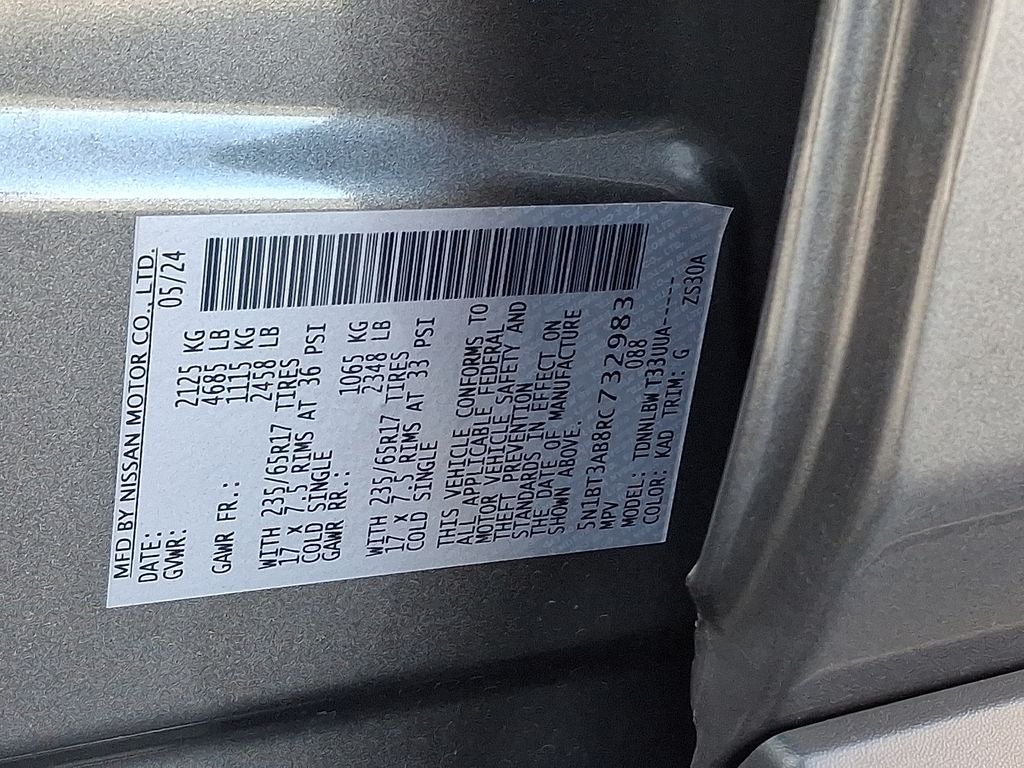 MFD BY NISSAN MOTOR CO., LTD.
DATE: 05/24
GVWR: 2125 KG
4685 LB
GAWR FR.: 1115 KG
2458 LB
WITH 235/65R17 TIRES
17 X 7.5 RIMS AT 36 PSI
COLD SINGLE
GAWR RR.: 1065 KG
2348 LB
WITH 235/65R17 TIRES
17 X 7.5 RIMS AT 33 PSI
COLD SINGLE
THIS VEHICLE CONFORMS TO
ALL APPLICABLE FEDERAL
MOTOR VEHICLE SAFETY AND
THEFT PREVENTION
STANDARDS IN EFFECT ON
THE DATE OF MANUFACTURE
SHOWN ABOVE.
5N1BT3AB8RC732983
MPV 088
MODEL: TDNNLBW T33UUA-----
COLOR: KAD TRIM: G ZS30A